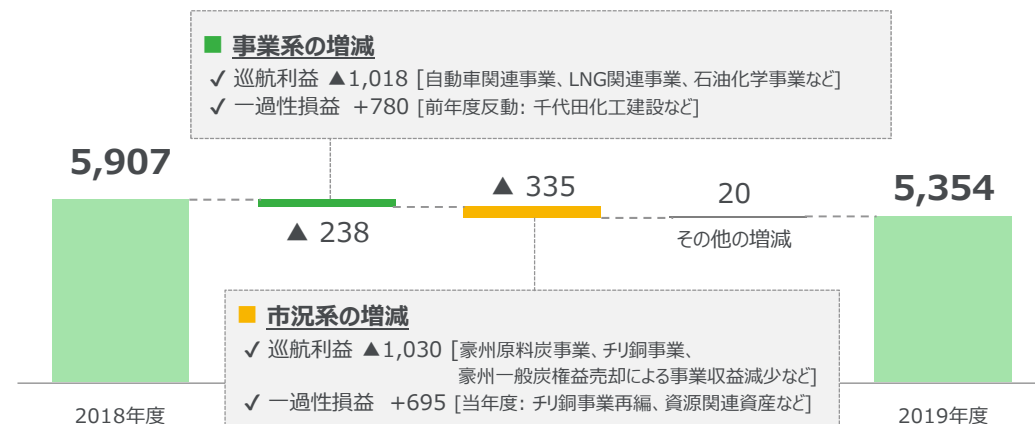 ■ 事業系の増減
✓ 巡航利益 ▲1,018 [自動車関連事業、LNG関連事業、石油化学事業など]
✓ 一過性損益 +780 [前年度反動: 千代田化工建設など]
5,907
▲ 238
▲ 335
20
その他の増減
5,354
■ 市況系の増減
✓ 巡航利益 ▲1,030 [豪州原料炭事業、チリ銅事業、
豪州一般炭権益売却による事業収益減少など]
✓ 一過性損益 +695 [当年度: チリ銅事業再編、資源関連資産など]
2018年度
2019年度